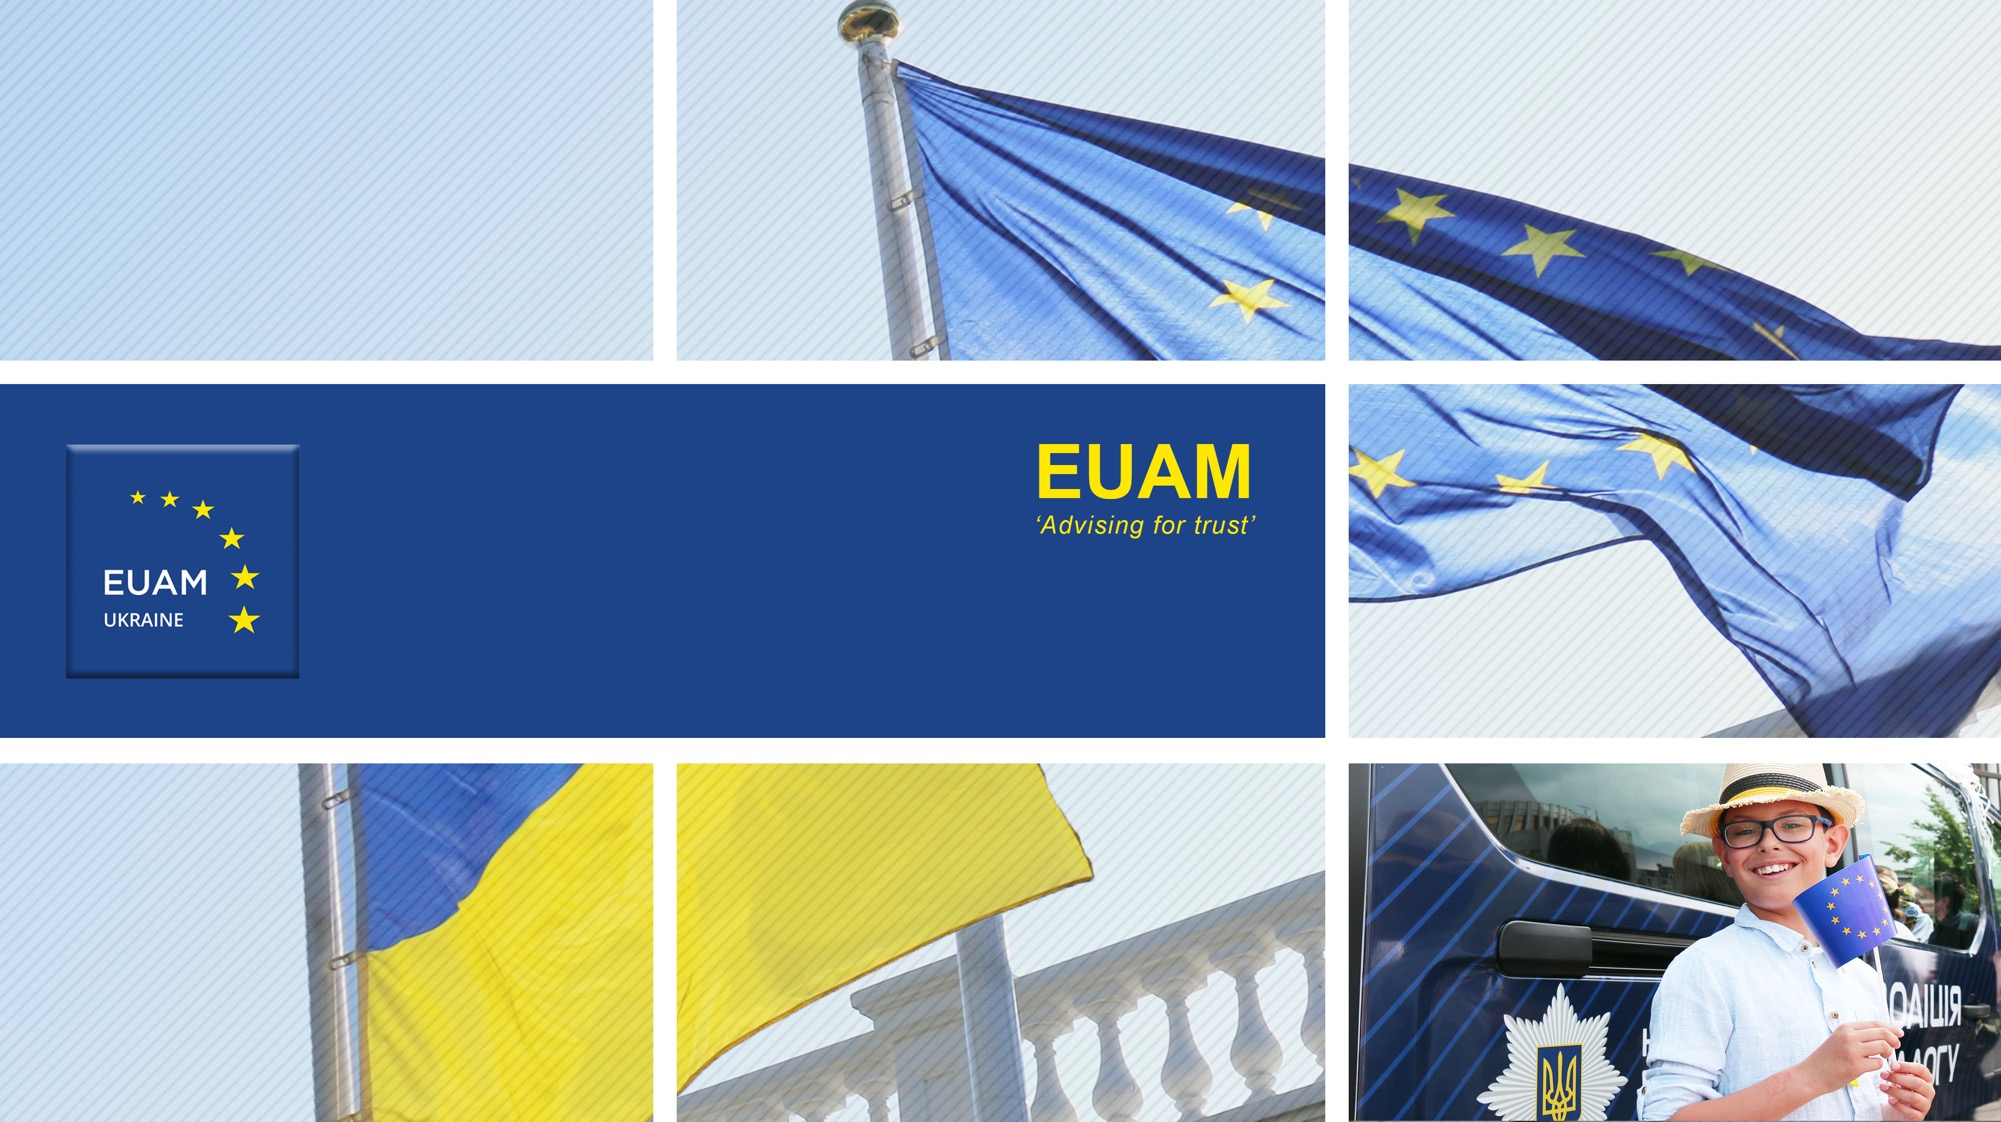 EUAM
UKRAINE
EUAM
‘Advising for trust’